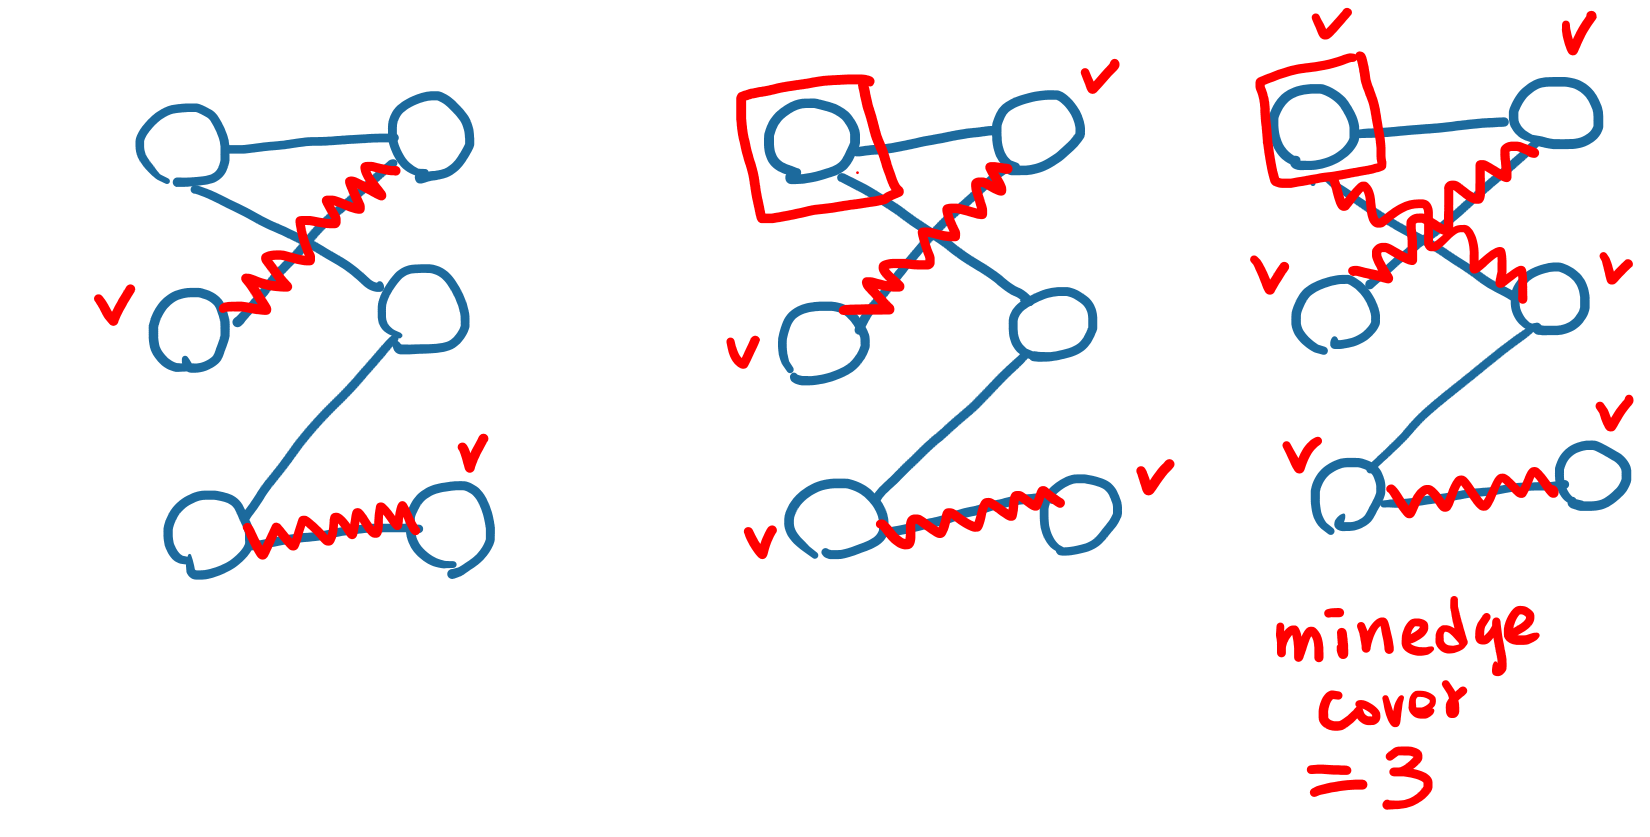 minedge
cover
= 3